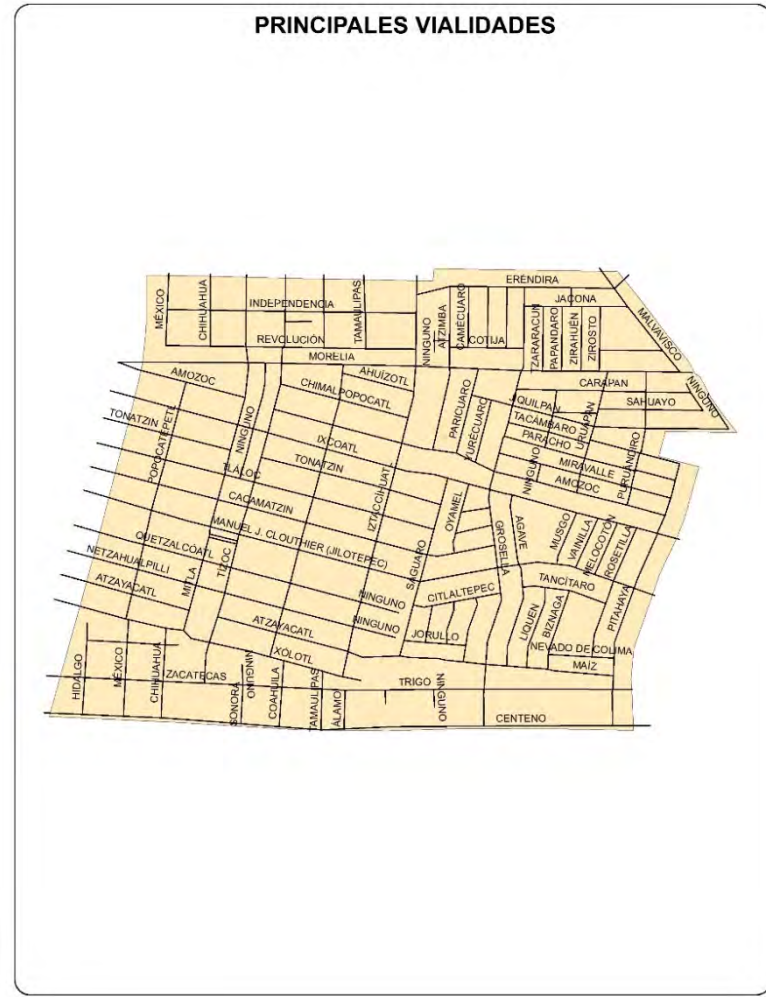 PRINCIPALES VIALIDADES
ERÉNDIRA
MÉXICO
CHIHUAHUA
INDEPENDENCIA
TAMAULIPAS
JACONA
MALVAVISCO
NINGUNO
ATZIMBA
CAMÉCUARO
COTIJA
ZARARACUN
PAPANDARO
ZIRAHUÉN
ZIROSTO
REVOLUCIÓN
MORELIA
AMOZOC
AHUÍZOTL
CHIMALPOPOCATL
CARAPAN
NINGUNO
SAHUAYO
JIQUILPAN
TACÁMBARO
PARACHO
URUAPAN
PARICUARO
YURÉCUARO
NINGUNO
MIRAVALLE
AMOZOC
PURUÁNDIRO
TONATZIN
POPOCATEPETL
NINGUNO
IXCOATL
TONATZIN
TLÁLOC
CACAMATZIN
IZTACCÍHUATL
OYAMEL
MANUEL J. CLOUTHIER (JILOTEPEC)
QUETZALCÓATL
NETZAHUALPILLI
ATZAYACATL
MITLA
TIZOC
SAGUARO
GROSELLA
AGAVE
MUSGO
VAINILLA
MELOCOTÓN
ROSETILLA
TANCÍTARO
CITLALTEPEC
NINGUNO
NINGUNO
PITAHAYA
LIQUEN
BIZNAGA
JORULLO
NEVADO DE COLIMA
MAÍZ
ATZAYACATL
XÓLOTL
HIDALGO
MÉXICO
CHIHUAHUA
ZACATECAS
SONORA
NINGUNO
COAHUILA
TAMAULIPAS
ÁLAMO
TRIGO
NINGUNO
CENTENO